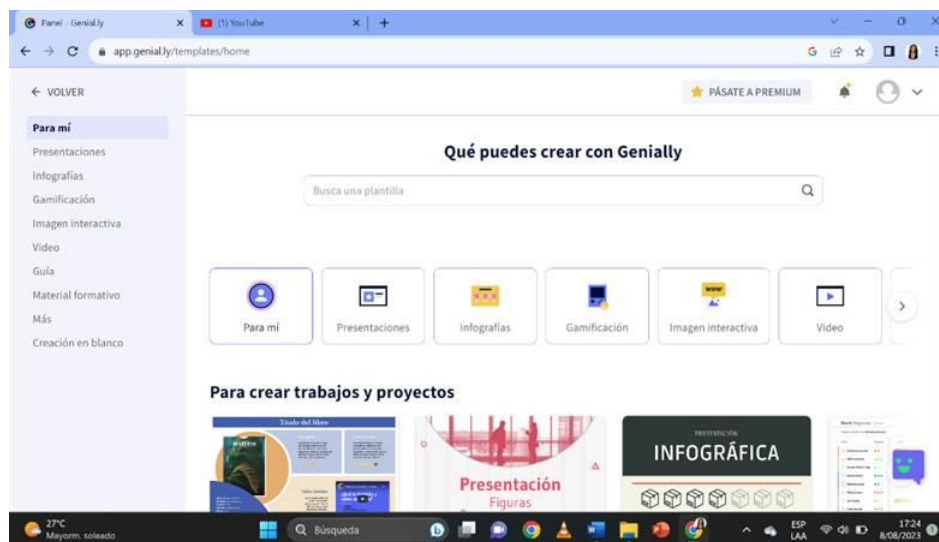 Panel - Genial.ly
(1) YouTube
app.genial.ly/templates/home
VOLVER
PÁSATE A PREMIUM
Para mí
Presentaciones
Infografías
Gamificación
Imagen interactiva
Video
Guía
Material formativo
Más
Creación en blanco
Qué puedes crear con Genially
Busca una plantilla
Para mí
Presentaciones
Infografías
Gamificación
Imagen interactiva
Video
Para crear trabajos y proyectos
Título del libro
Presentación
Figuras
PRESENTACIÓN
INFOGRÁFICA
27°C
Mayorm. soleado
Búsqueda
ESP
LAA
17:24
8/08/2023